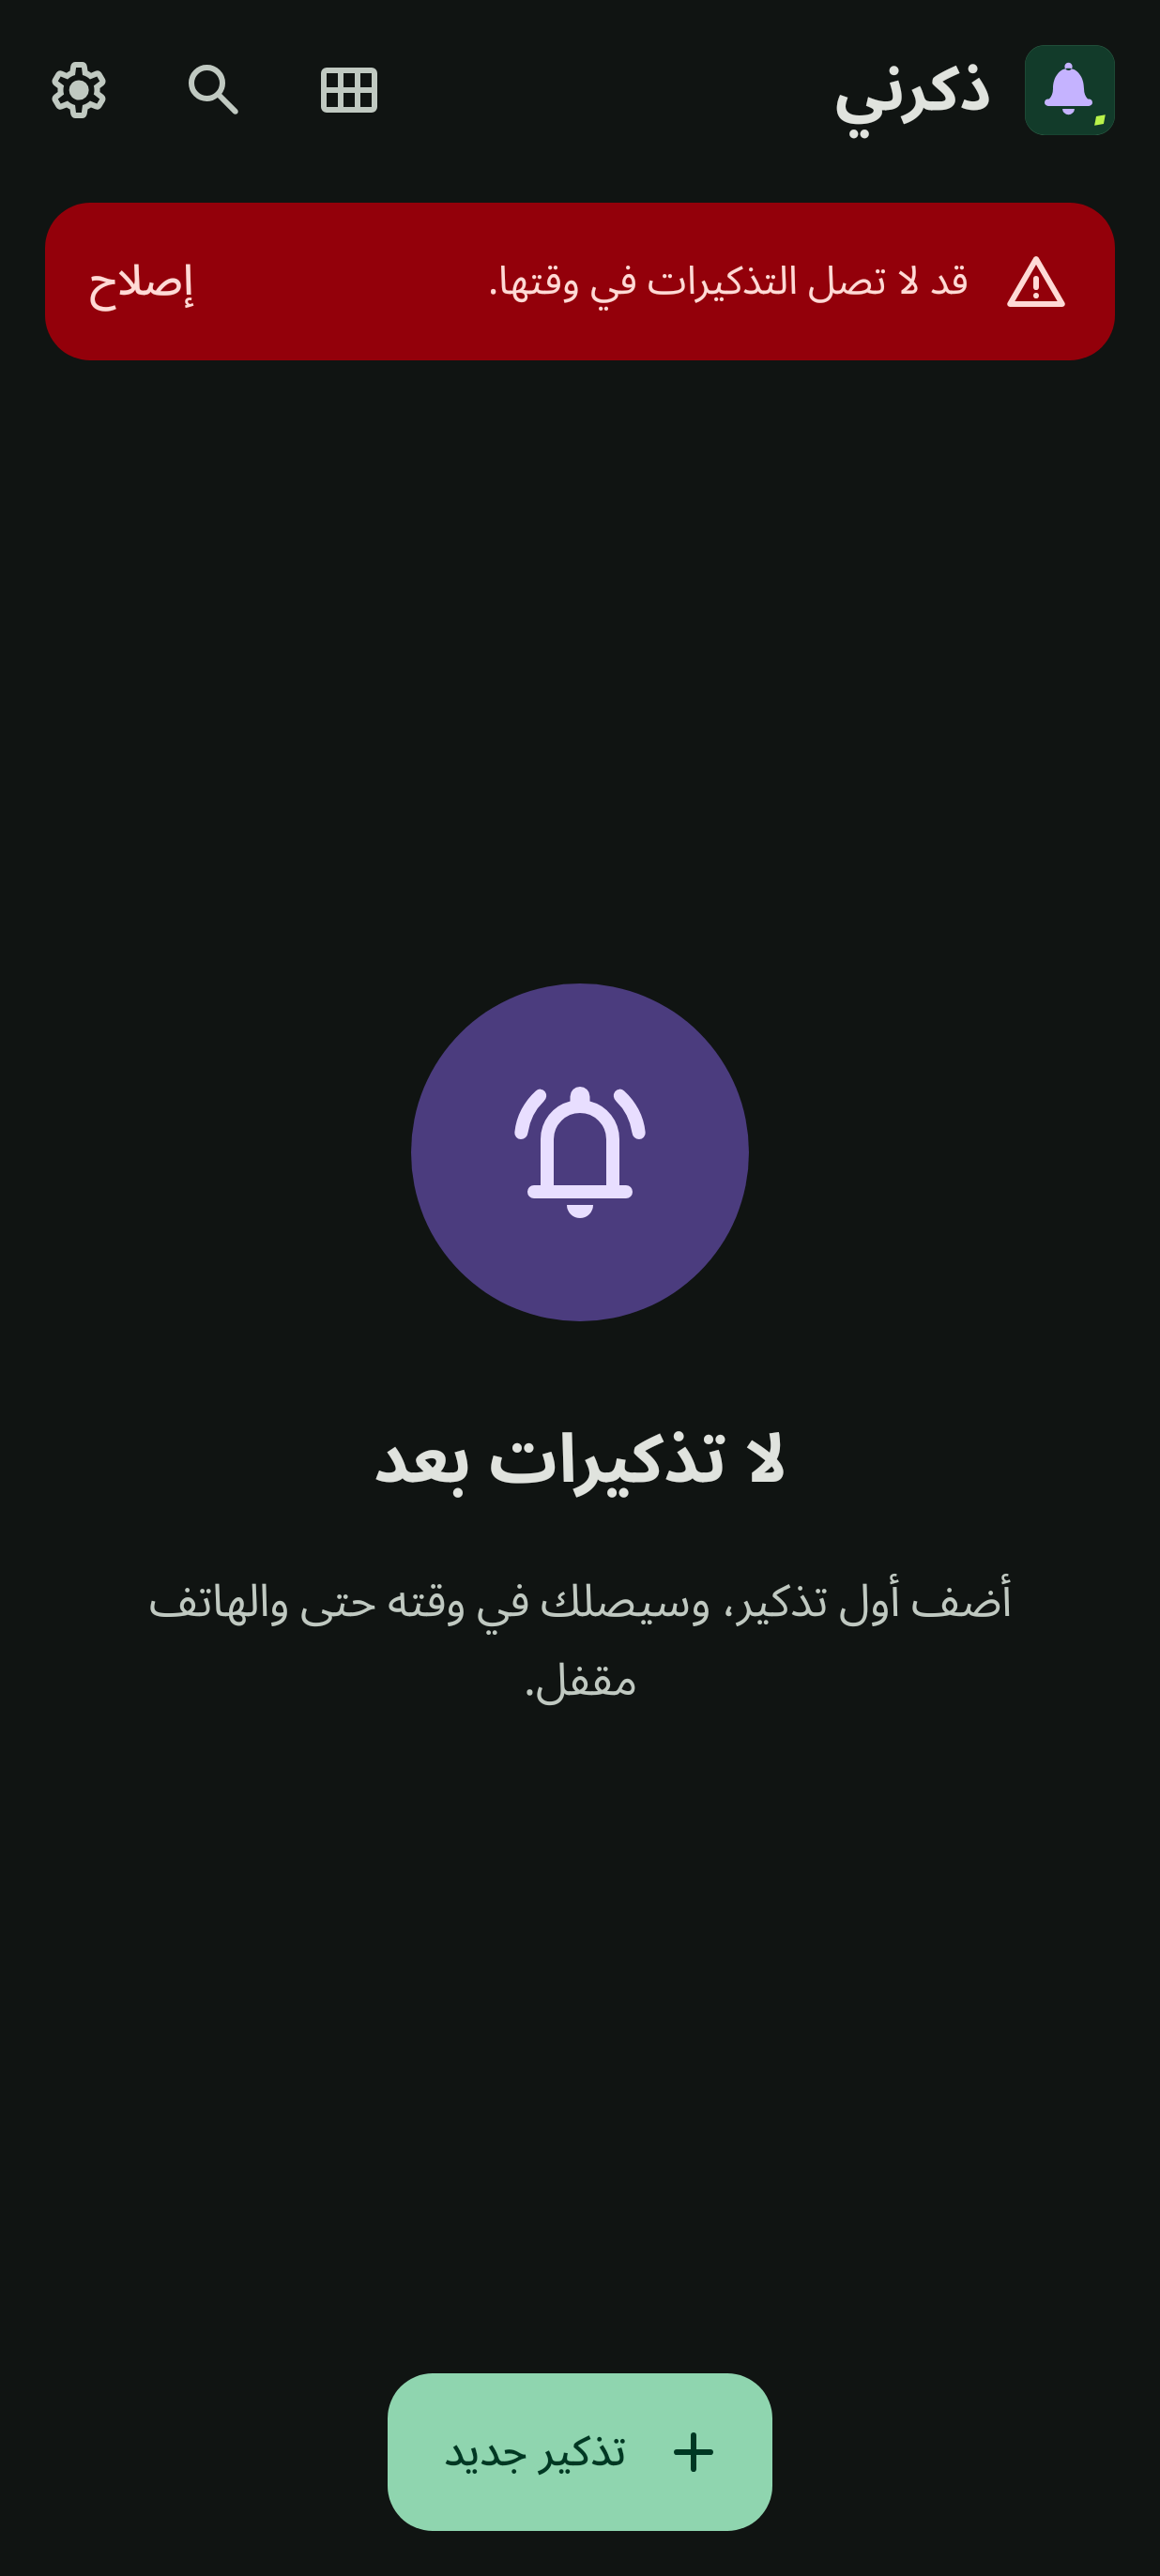 ذكرني
قد لا تصل التذكيرات في وقتها.
إصلاح
لا تذكيرات بعد
أضف أول تذكير، وسيصلك في وقته حتى والهاتف
مقفل.
تذكير جديد